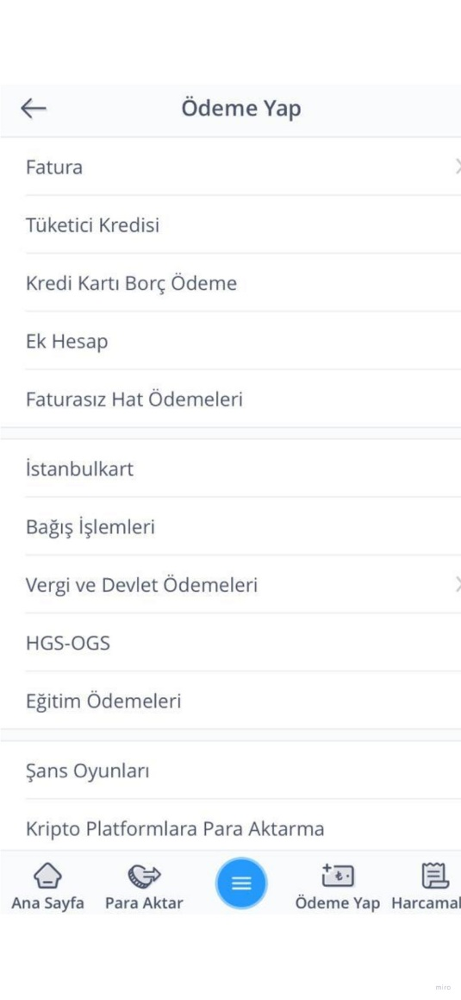 Ödeme Yap
Fatura
Tüketici Kredisi
Kredi Kartı Borç Ödeme
Ek Hesap
Faturasız Hat Ödemeleri
İstanbulkart
Bağış İşlemleri
Vergi ve Devlet Ödemeleri
HGS-OGS
Eğitim Ödemeleri
Şans Oyunları
Kripto Platformlara Para Aktarma
Ana Sayfa Para Aktar Ödeme Yap Harcamal
miro